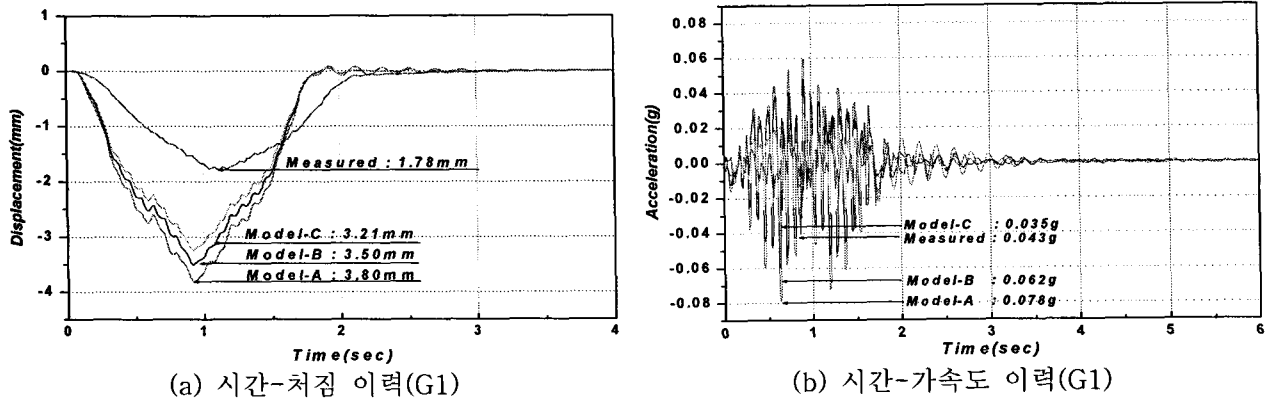 1
0
-1
-2
-3
-4
Displacement(mm)
Measured : 1.78mm
Model-C : 3.21mm
Model-B : 3.50mm
Model-A : 3.80mm
0 1 2 3 4
Time(sec)
(a) 시간-처짐 이력(G1)
0.08
0.06
0.04
0.02
0.00
-0.02
-0.04
-0.06
-0.08
Acceleration(g)
Model-C : 0.035g
Measured : 0.043g
Model-B : 0.062g
Model-A : 0.078g
0 1 2 3 4 5 6
Time(sec)
(b) 시간-가속도 이력(G1)